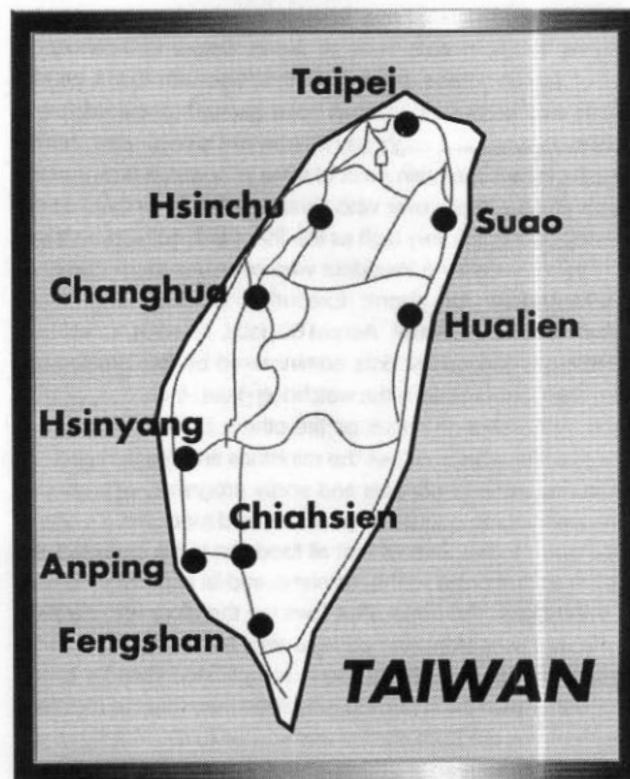 Taipei
Hsinchu
Suao
Changhua
Hualien
Hsinyang
Chiahsien
Anping
Fengshan
TAIWAN